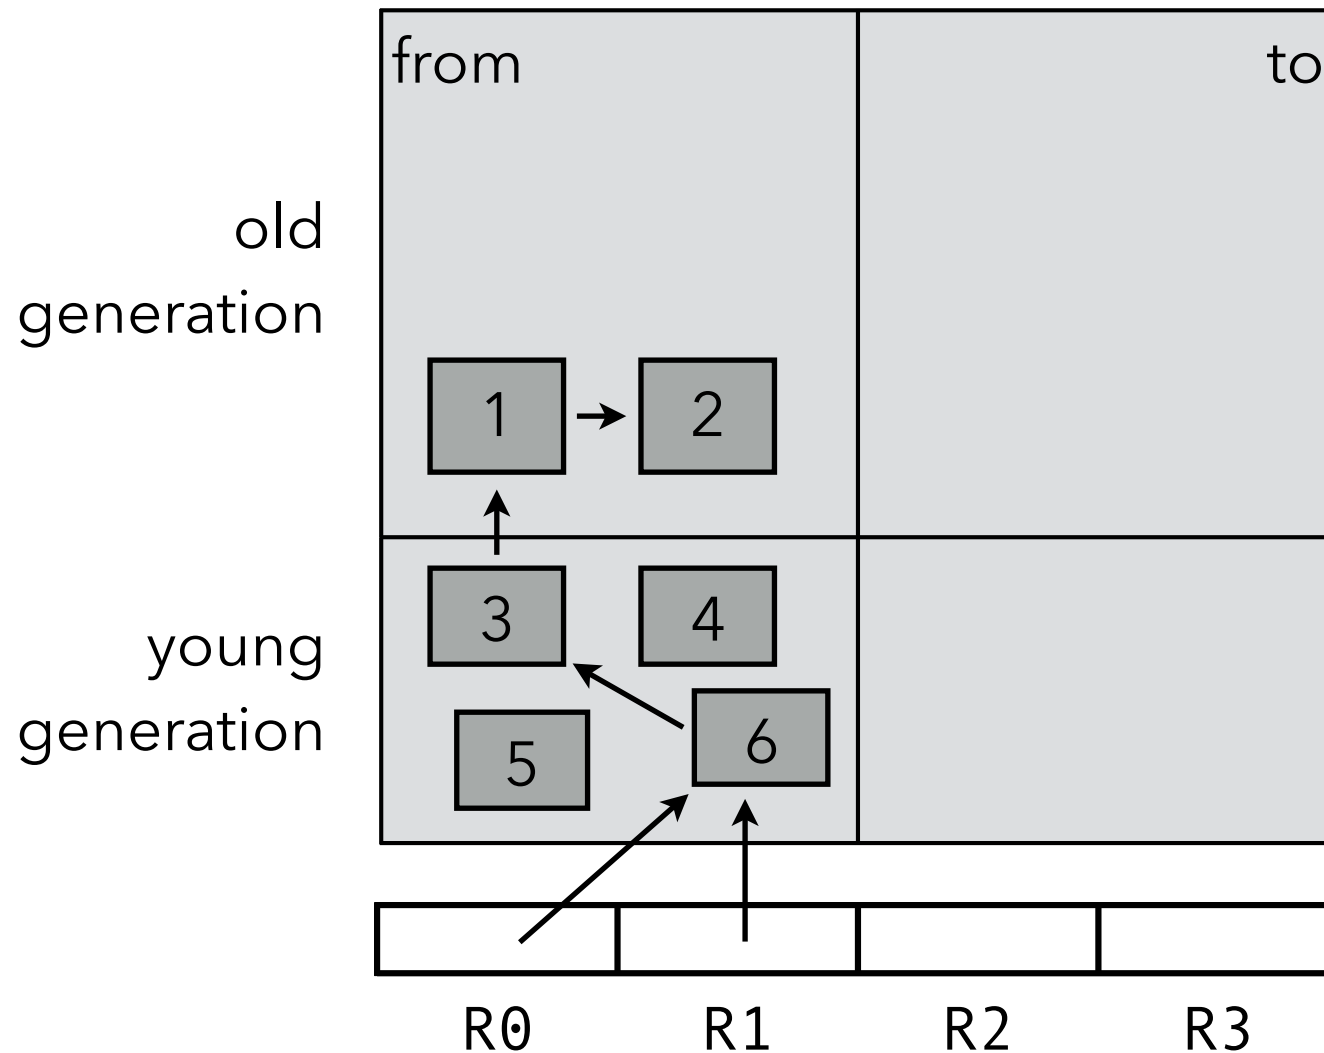 from to
old
generation
1 2
young
generation
3 4
5 6
R0 R1 R2 R3